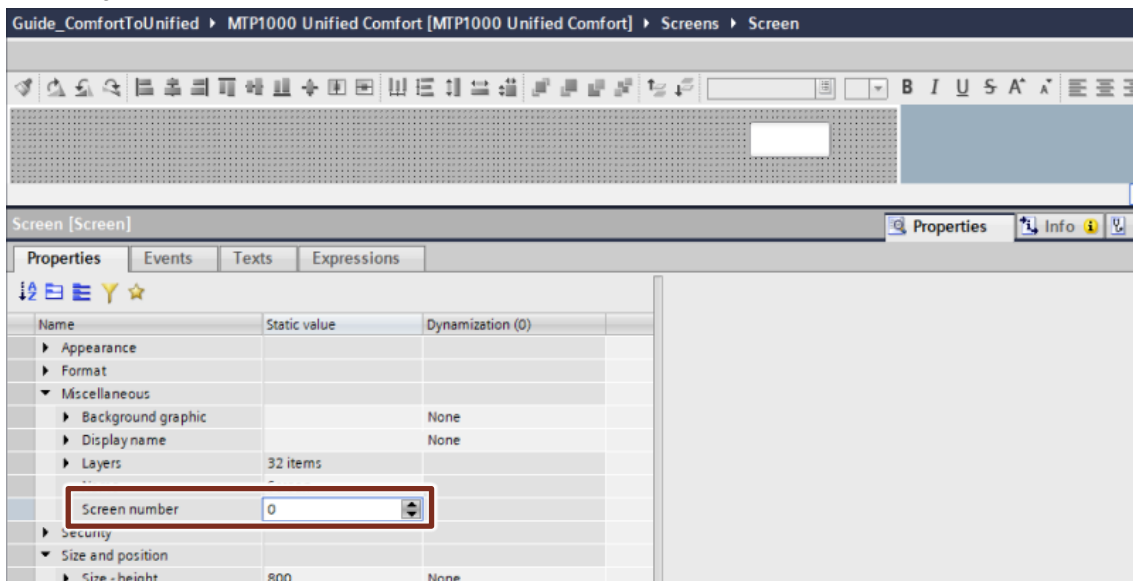 Guide_ComfortToUnified ▸ MTP1000 Unified Comfort [MTP1000 Unified Comfort] ▸ Screens ▸ Screen
B I U S A A
Screen [Screen]
Properties Info
Properties Events Texts Expressions
Name Static value Dynamization (0)
Appearance
Format
Miscellaneous
Background graphic None
Display name None
Layers 32 items
Screen number 0
Security
Size and position
Size - height 800 None